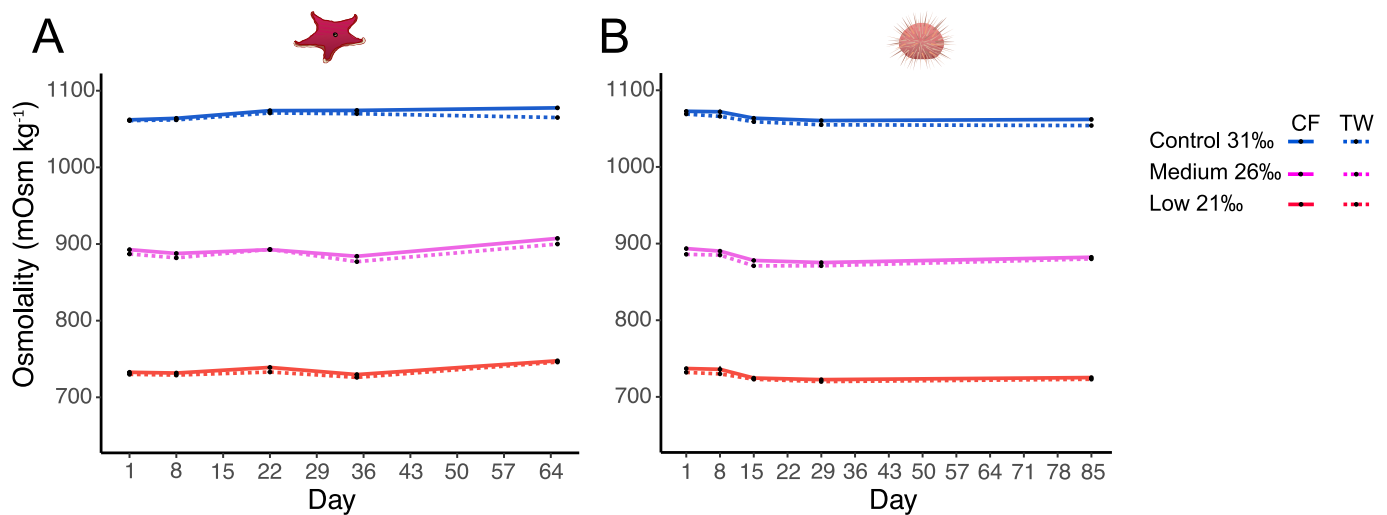 A
B
Osmolality (mOsm kg⁻¹)
1100
1000
900
800
700
1 8 15 22 29 36 43 50 57 64
Day
1100
1000
900
800
700
1 8 15 22 29 36 43 50 57 64 71 78 85
Day
CF TW
Control 31‰
Medium 26‰
Low 21‰